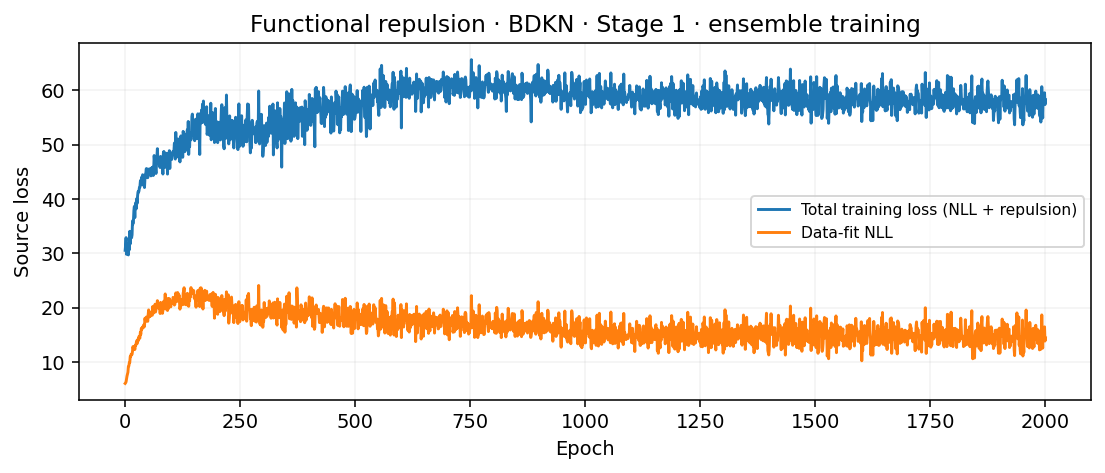 Functional repulsion · BDKN · Stage 1 · ensemble training
Source loss
60
50
40
30
20
10
Total training loss (NLL + repulsion)
Data-fit NLL
0 250 500 750 1000 1250 1500 1750 2000
Epoch